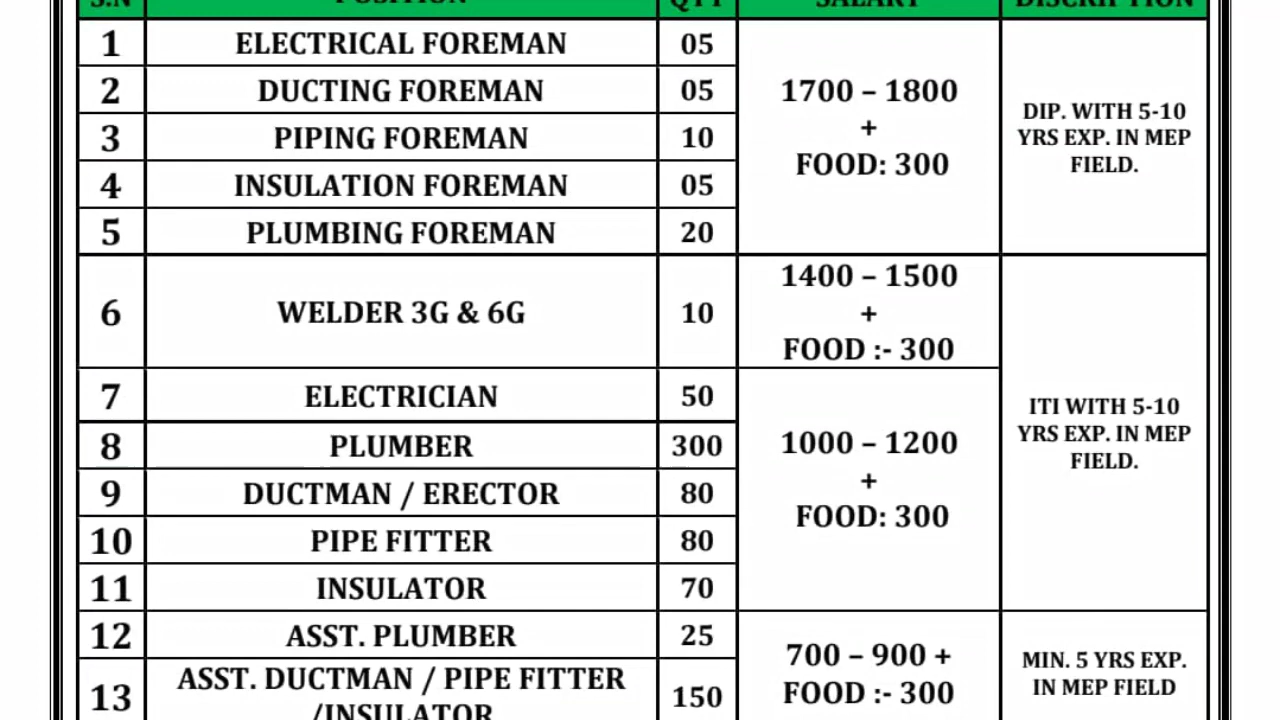 S.N POSITION QTY SALARY DISCRIPTION
1 ELECTRICAL FOREMAN 05
2 DUCTING FOREMAN 05
3 PIPING FOREMAN 10
4 INSULATION FOREMAN 05
5 PLUMBING FOREMAN 20
1700 – 1800
+
FOOD: 300
DIP. WITH 5-10
YRS EXP. IN MEP
FIELD.
6 WELDER 3G & 6G 10
1400 – 1500
+
FOOD :- 300
7 ELECTRICIAN 50
8 PLUMBER 300
9 DUCTMAN / ERECTOR 80
10 PIPE FITTER 80
11 INSULATOR 70
1000 – 1200
+
FOOD: 300
ITI WITH 5-10
YRS EXP. IN MEP
FIELD.
12 ASST. PLUMBER 25
13 ASST. DUCTMAN / PIPE FITTER
/INSULATOR
150
700 – 900 +
FOOD :- 300
MIN. 5 YRS EXP.
IN MEP FIELD